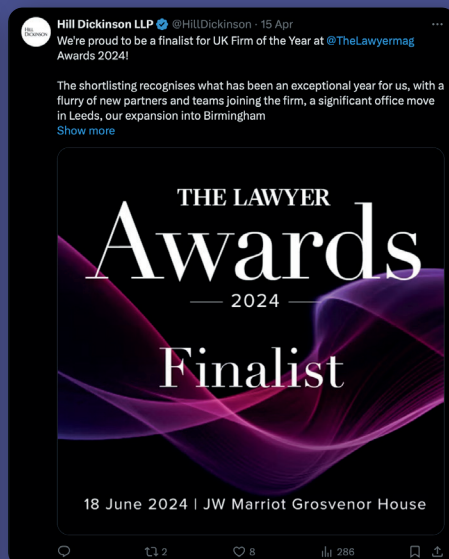 Hill Dickinson LLP @HillDickinson · 15 Apr
We're proud to be a finalist for UK Firm of the Year at @TheLawyermag
Awards 2024!
The shortlisting recognises what has been an exceptional year for us, with a
flurry of new partners and teams joining the firm, a significant office move
in Leeds, our expansion into Birmingham
Show more
THE LAWYER
Awards
2024
Finalist
18 June 2024 | JW Marriot Grosvenor House
2
8
286
HILL
DICKINSON